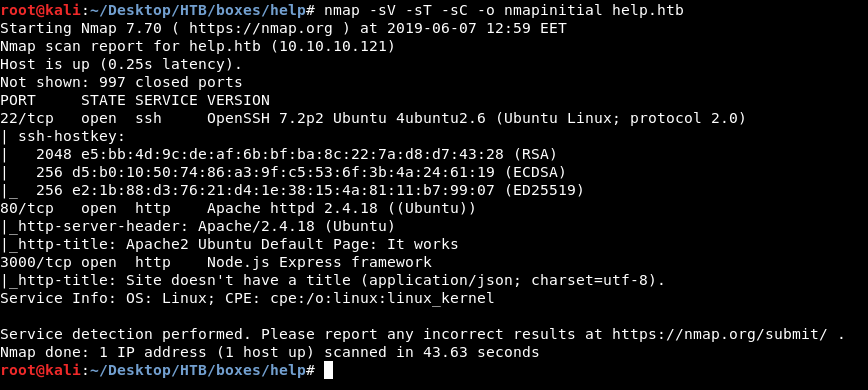 root@kali:~/Desktop/HTB/boxes/help# nmap -sV -sT -sC -o nmapinitial help.htb
Starting Nmap 7.70 ( https://nmap.org ) at 2019-06-07 12:59 EET
Nmap scan report for help.htb (10.10.10.121)
Host is up (0.25s latency).
Not shown: 997 closed ports
PORT     STATE SERVICE VERSION
22/tcp   open  ssh     OpenSSH 7.2p2 Ubuntu 4ubuntu2.6 (Ubuntu Linux; protocol 2.0)
| ssh-hostkey:
|   2048 e5:bb:4d:9c:de:af:6b:bf:ba:8c:22:7a:d8:d7:43:28 (RSA)
|   256 d5:b0:10:50:74:86:a3:9f:c5:53:6f:3b:4a:24:61:19 (ECDSA)
|_  256 e2:1b:88:d3:76:21:d4:1e:38:15:4a:81:11:b7:99:07 (ED25519)
80/tcp   open  http    Apache httpd 2.4.18 ((Ubuntu))
|_http-server-header: Apache/2.4.18 (Ubuntu)
|_http-title: Apache2 Ubuntu Default Page: It works
3000/tcp open  http    Node.js Express framework
|_http-title: Site doesn't have a title (application/json; charset=utf-8).
Service Info: OS: Linux; CPE: cpe:/o:linux:linux_kernel

Service detection performed. Please report any incorrect results at https://nmap.org/submit/ .
Nmap done: 1 IP address (1 host up) scanned in 43.63 seconds
root@kali:~/Desktop/HTB/boxes/help#